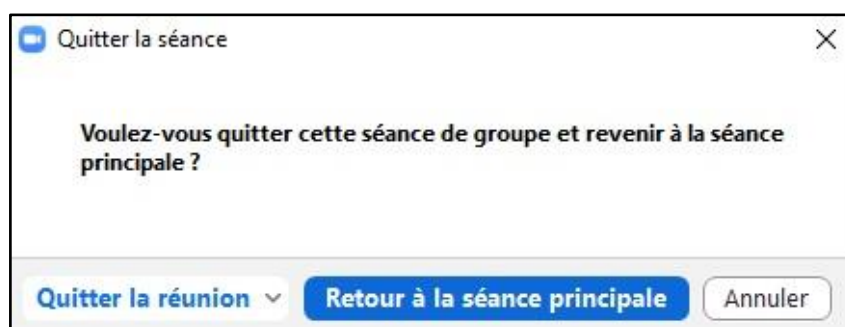 Quitter la séance
Voulez-vous quitter cette séance de groupe et revenir à la séance
principale ?
Quitter la réunion Retour à la séance principale Annuler